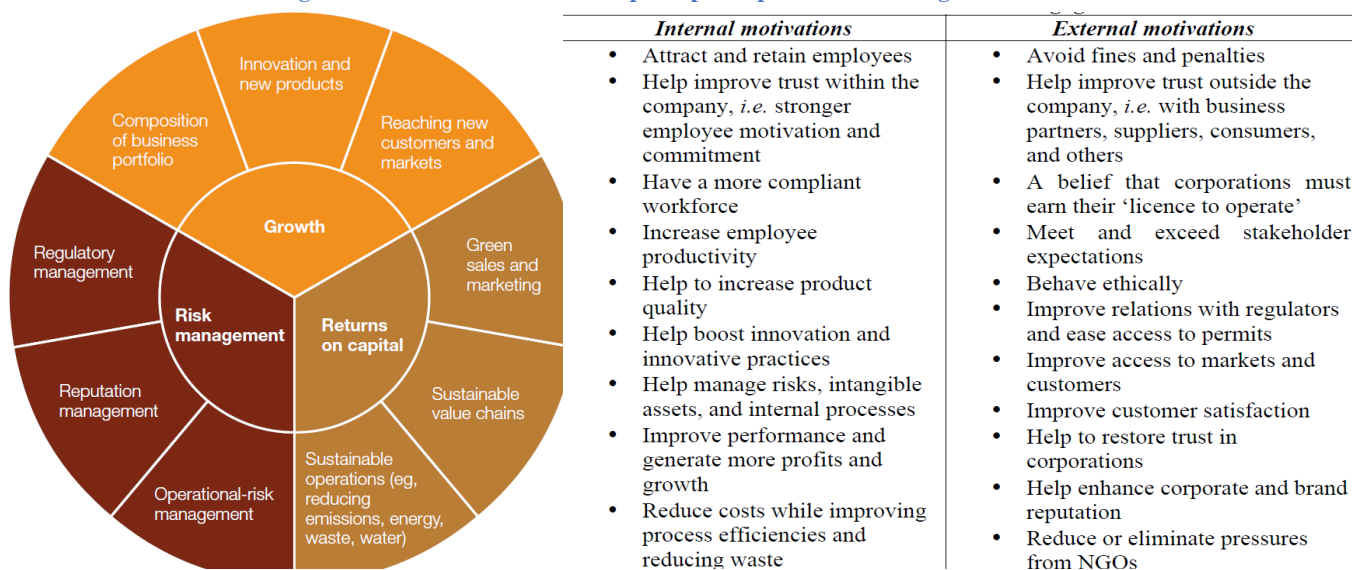 Innovation and
new products
Composition
of business
portfolio
Reaching new
customers and
markets
Growth
Regulatory
management
Green
sales and
marketing
Risk
management
Returns
on capital
Reputation
management
Sustainable
value chains
Operational-risk
management
Sustainable
operations (eg,
reducing
emissions, energy,
waste, water)
Internal motivations
• Attract and retain employees
• Help improve trust within the
company, i.e. stronger
employee motivation and
commitment
• Have a more compliant
workforce
• Increase employee
productivity
• Help to increase product
quality
• Help boost innovation and
innovative practices
• Help manage risks, intangible
assets, and internal processes
• Improve performance and
generate more profits and
growth
• Reduce costs while improving
process efficiencies and
reducing waste
External motivations
• Avoid fines and penalties
• Help improve trust outside the
company, i.e. with business
partners, suppliers, consumers,
and others
• A belief that corporations must
earn their ‘licence to operate’
• Meet and exceed stakeholder
expectations
• Behave ethically
• Improve relations with regulators
and ease access to permits
• Improve access to markets and
customers
• Improve customer satisfaction
• Help to restore trust in
corporations
• Help enhance corporate and brand
reputation
• Reduce or eliminate pressures
from NGOs